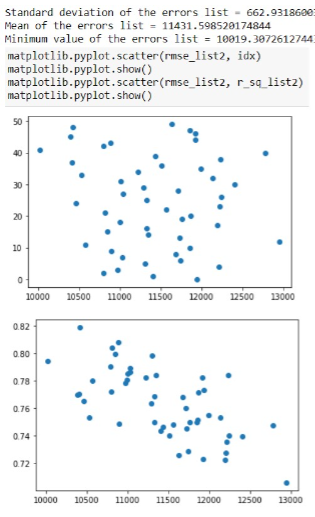 Standard deviation of the errors list = 662.9318600
Mean of the errors list = 11431.598520174844
Minimum value of the errors list = 10019.3072612744
matplotlib.pyplot.scatter(rmse_list2, idx)
matplotlib.pyplot.show()
matplotlib.pyplot.scatter(rmse_list2, r_sq_list2)
matplotlib.pyplot.show()
50
40
30
20
10
0
10000 10500 11000 11500 12000 12500 13000
0.82
0.80
0.78
0.76
0.74
0.72
10000 10500 11000 11500 12000 12500 13000